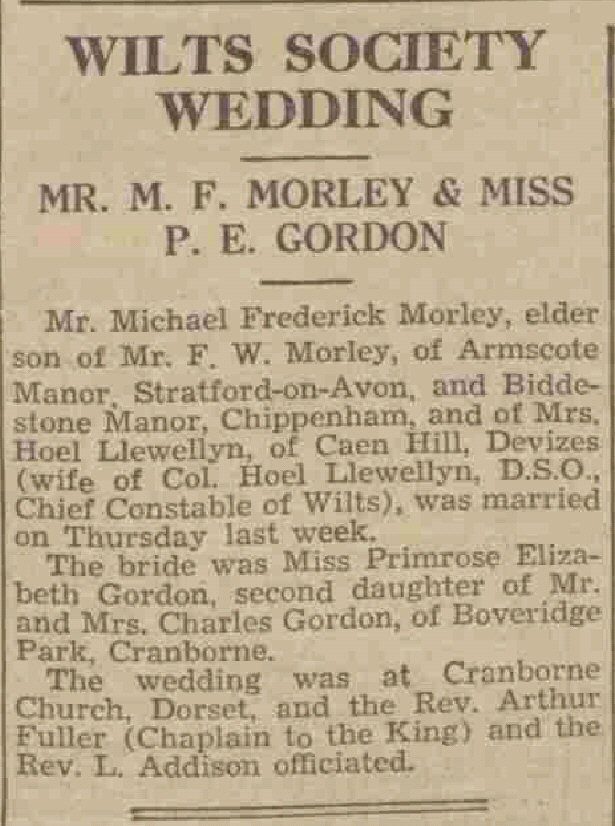 WILTS SOCIETY
WEDDING
MR. M. F. MORLEY & MISS
P. E. GORDON
Mr. Michael Frederick Morley, elder
son of Mr. F. W. Morley, of Armscote
Manor, Stratford-on-Avon, and Bidde-
stone Manor, Chippenham, and of Mrs.
Hoel Llewellyn, of Caen Hill, Devizes
(wife of Col. Hoel Llewellyn, D.S.O.,
Chief Constable of Wilts), was married
on Thursday last week.
The bride was Miss Primrose Eliza-
beth Gordon, second daughter of Mr.
and Mrs. Charles Gordon, of Boveridge
Park, Cranborne.
The wedding was at Cranborne
Church, Dorset, and the Rev. Arthur
Fuller (Chaplain to the King) and the
Rev. L. Addison officiated.